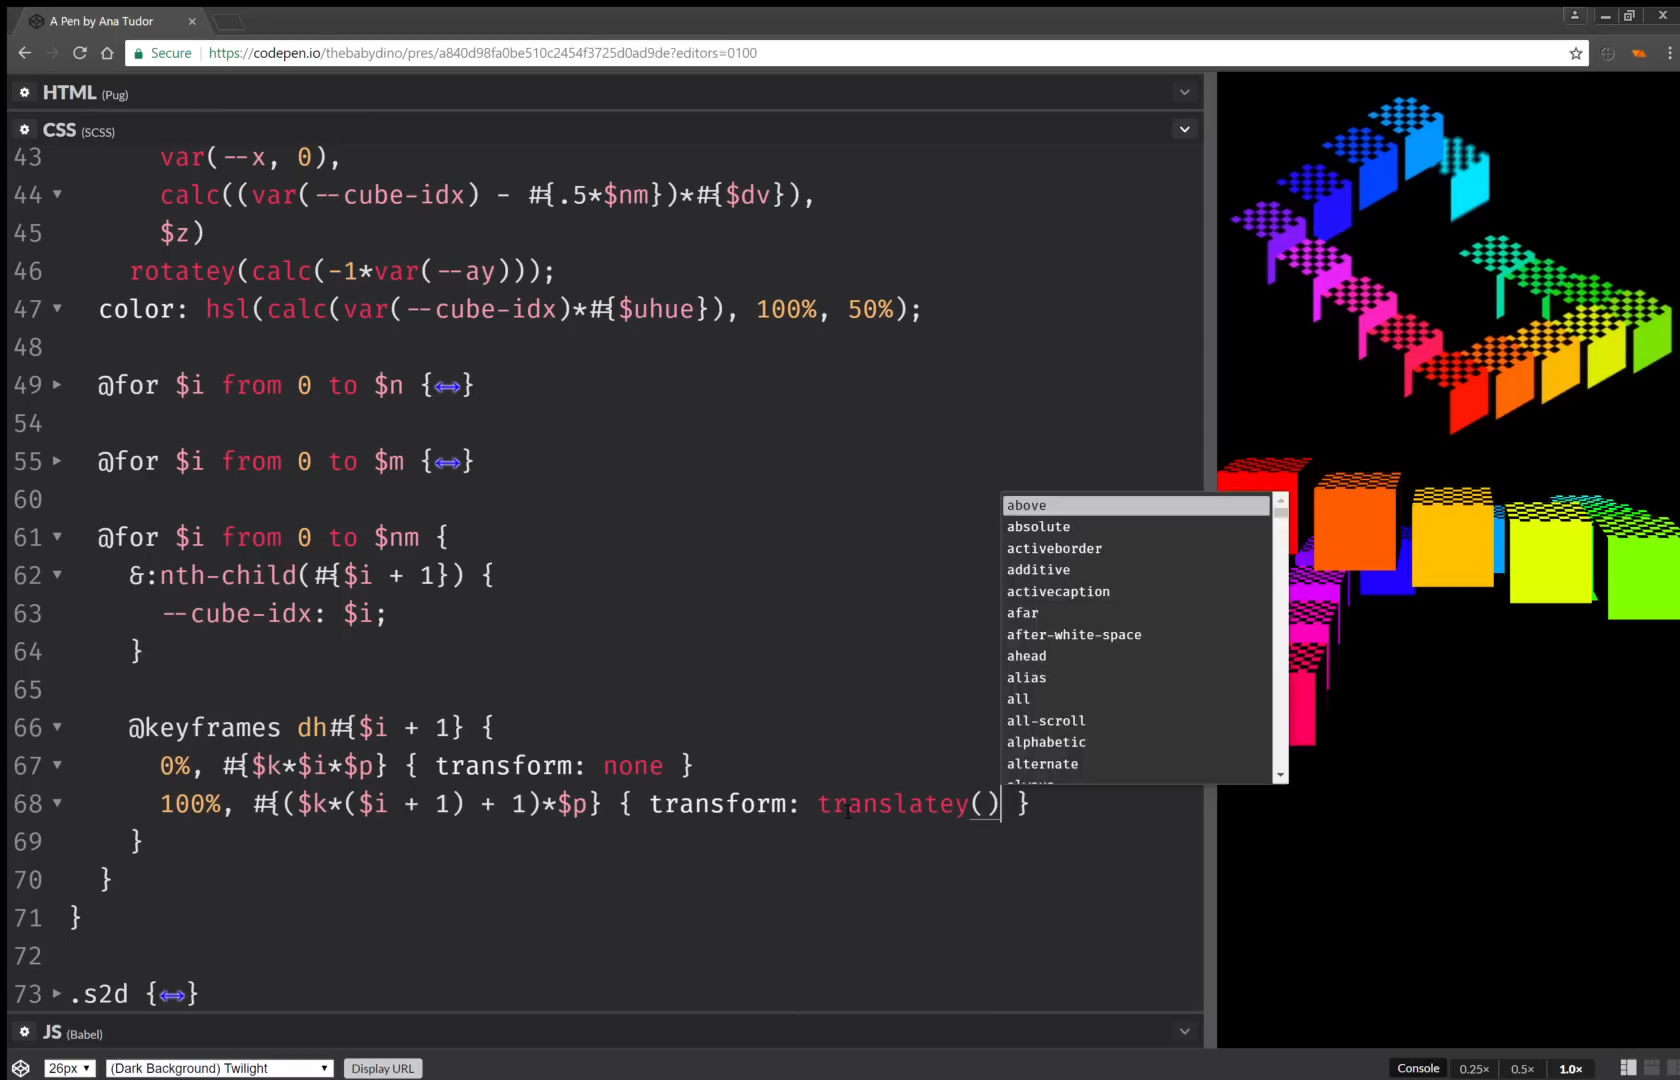 A Pen by Ana Tudor
Secure https://codepen.io/thebabydino/pres/a840d98fa0be510c2454f3725d0ad9de?editors=0100
HTML (Pug)
CSS (SCSS)
43 var(--x, 0),
44 calc((var(--cube-idx) - #{.5*$nm})*#{$dv}),
45 $z)
46 rotatey(calc(-1*var(--ay)));
47 color: hsl(calc(var(--cube-idx)*#{$uhue}), 100%, 50%);
48
49 @for $i from 0 to $n {↔}
54
55 @for $i from 0 to $m {↔}
60
61 @for $i from 0 to $nm {
62 &:nth-child(#{$i + 1}) {
63 --cube-idx: $i;
64 }
65
66 @keyframes dh#{$i + 1} {
67 0%, #{$k*$i*$p} { transform: none }
68 100%, #{($k*($i + 1) + 1)*$p} { transform: translatey() }
69 }
70 }
71 }
72
73 .s2d {↔}
above
absolute
activeborder
additive
activecaption
afar
after-white-space
ahead
alias
all
all-scroll
alphabetic
alternate
JS (Babel)
26px (Dark Background) Twilight Display URL Console 0.25× 0.5× 1.0×